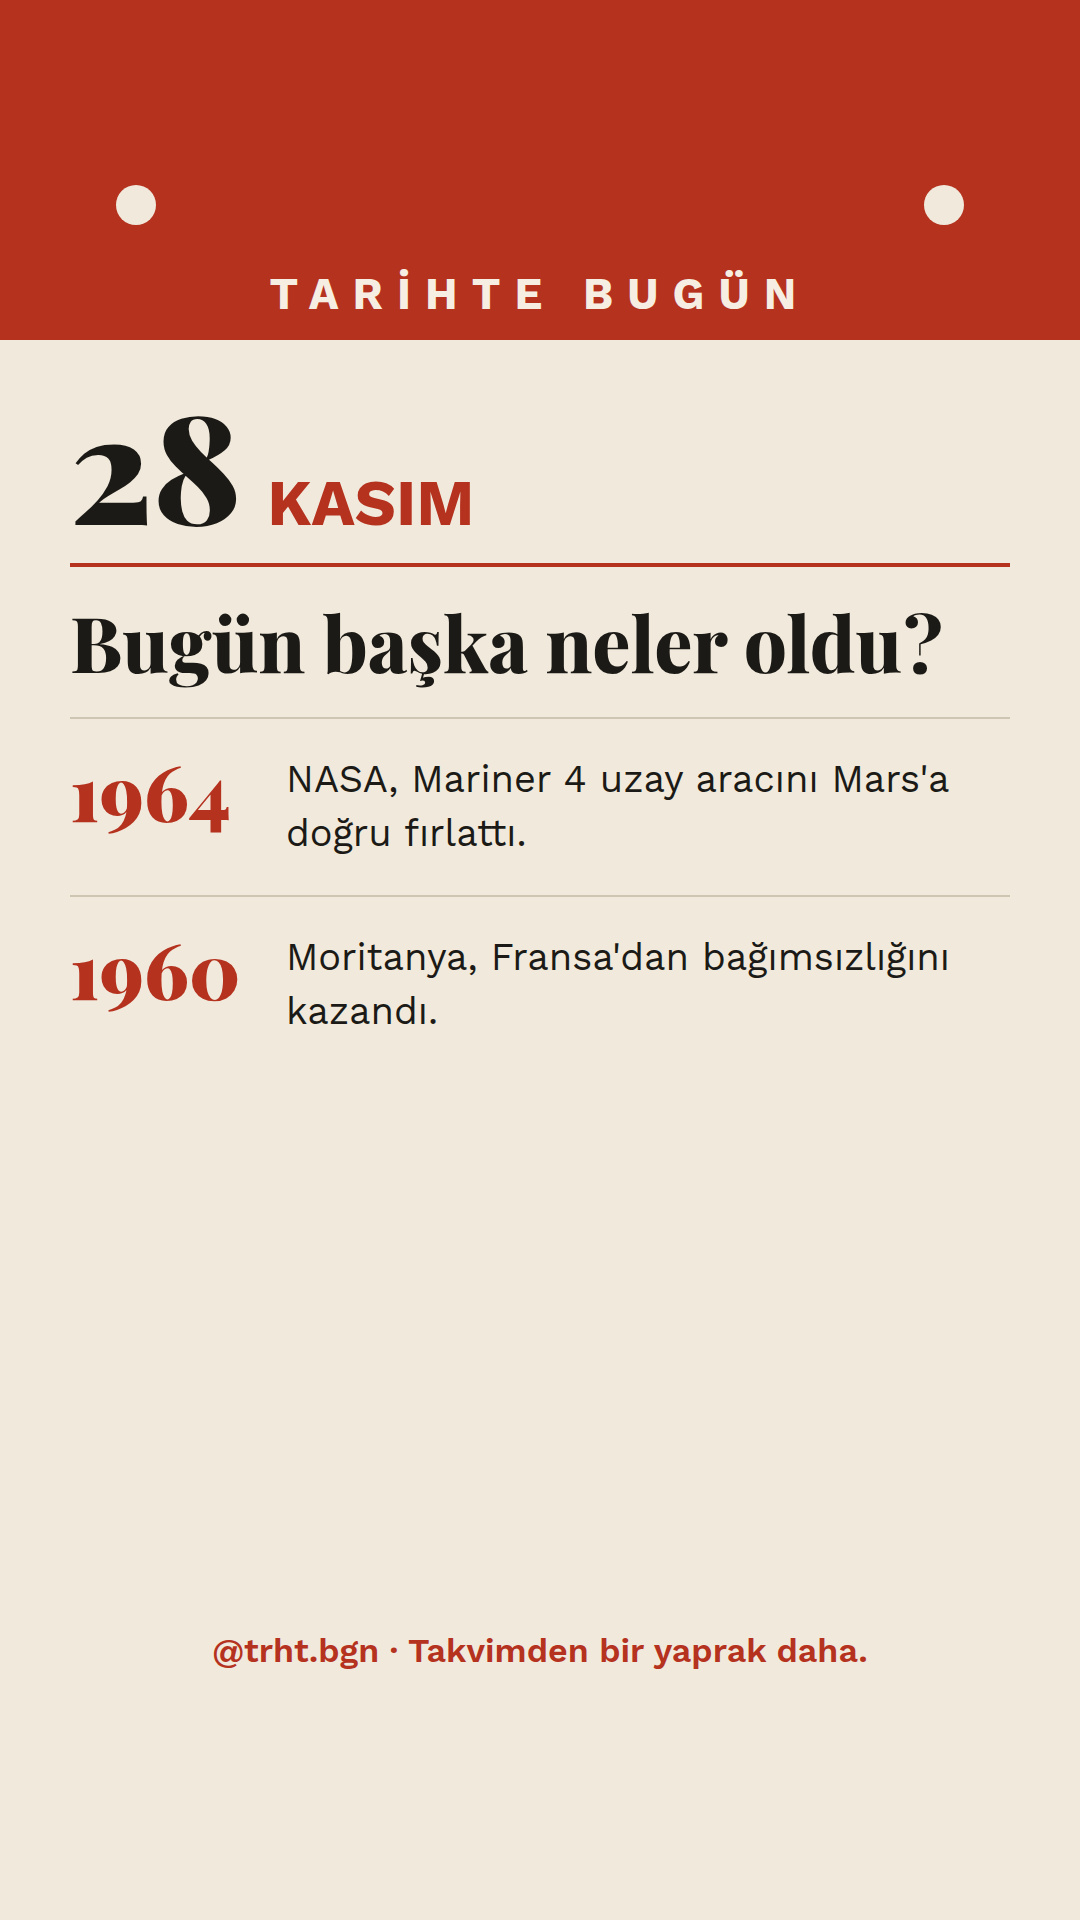 TARİHTE BUGÜN
28 KASIM
Bugün başka neler oldu?
1964 NASA, Mariner 4 uzay aracını Mars'a
doğru fırlattı.
1960 Moritanya, Fransa'dan bağımsızlığını
kazandı.
@trht.bgn · Takvimden bir yaprak daha.